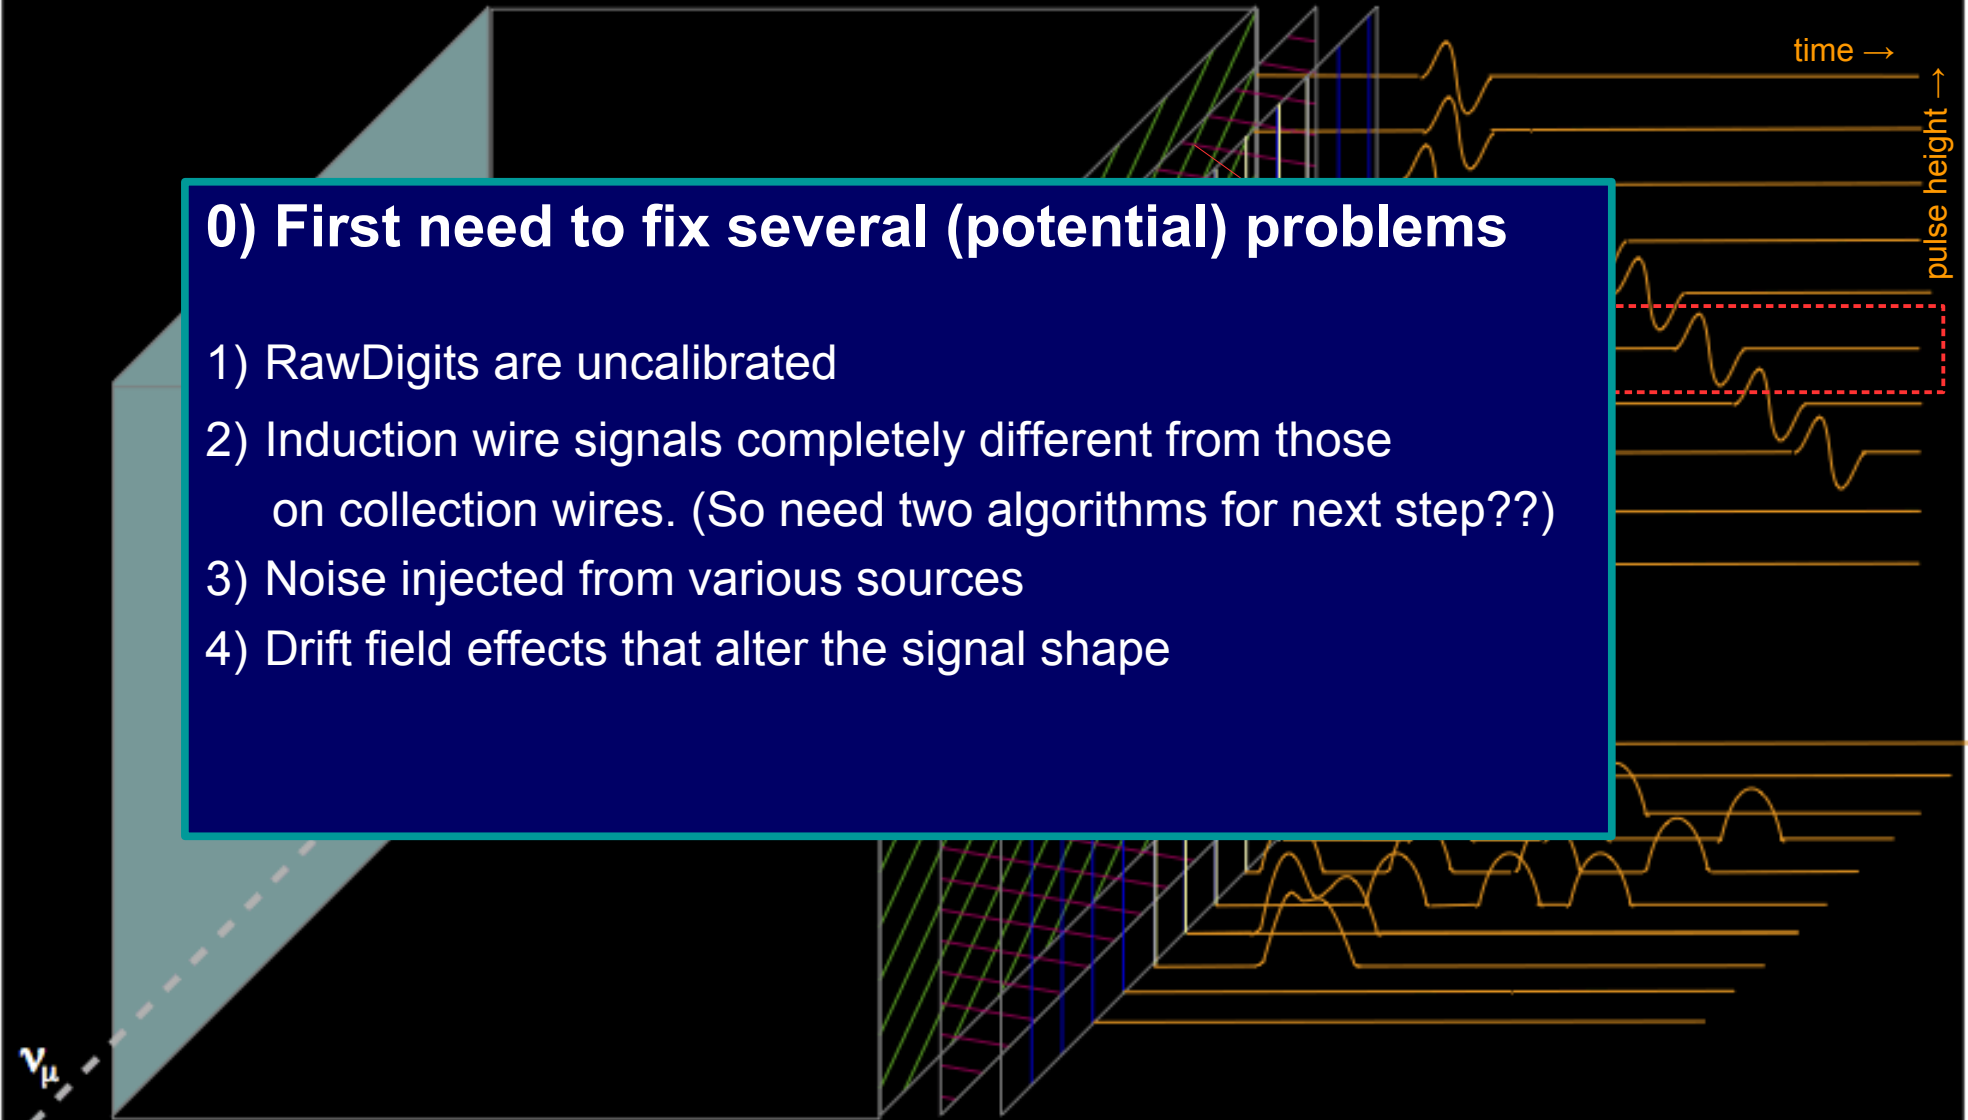 time →
pulse height →
0) First need to fix several (potential) problems
1) RawDigits are uncalibrated
2) Induction wire signals completely different from those
on collection wires. (So need two algorithms for next step??)
3) Noise injected from various sources
4) Drift field effects that alter the signal shape
νμ